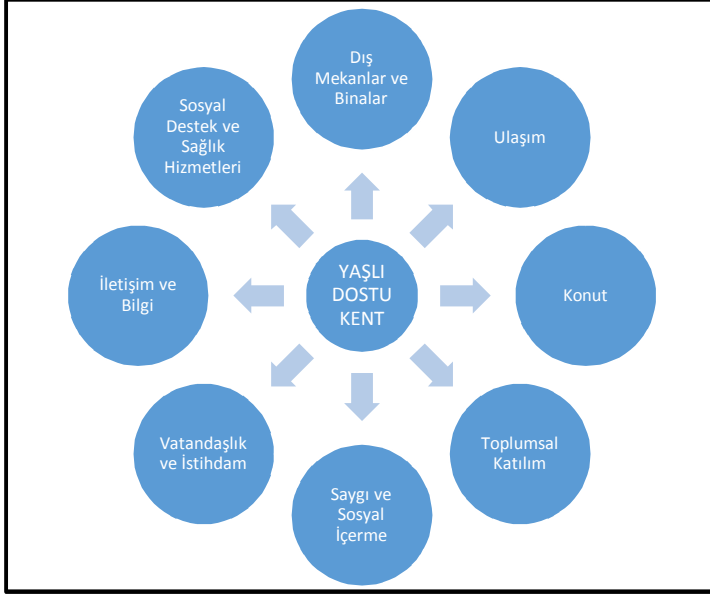 Dış
Mekanlar ve
Binalar
Ulaşım
Konut
Toplumsal
Katılım
Saygı ve
Sosyal
İçerme
Vatandaşlık
ve İstihdam
İletişim ve
Bilgi
Sosyal
Destek ve
Sağlık
Hizmetleri
YAŞLI
DOSTU
KENT